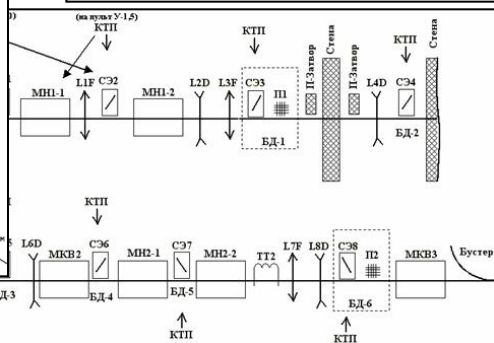 (на пульт У-1,5)
КТП
КТП
КТП
МН1-1
L1F
СЭ2
МН1-2
L2D
L3F
СЭ3
П1
П-Затвор
Стена
П-Затвор
L4D
СЭ4
Стена
БД-1
БД-2
КТП
L6D
МКВ2
СЭ6
МН2-1
СЭ7
МН2-2
ТТ2
L7F
L8D
СЭ8
П2
МКВ3
Бустер
БД-4
БД-5
БД-6
КТП
КТП